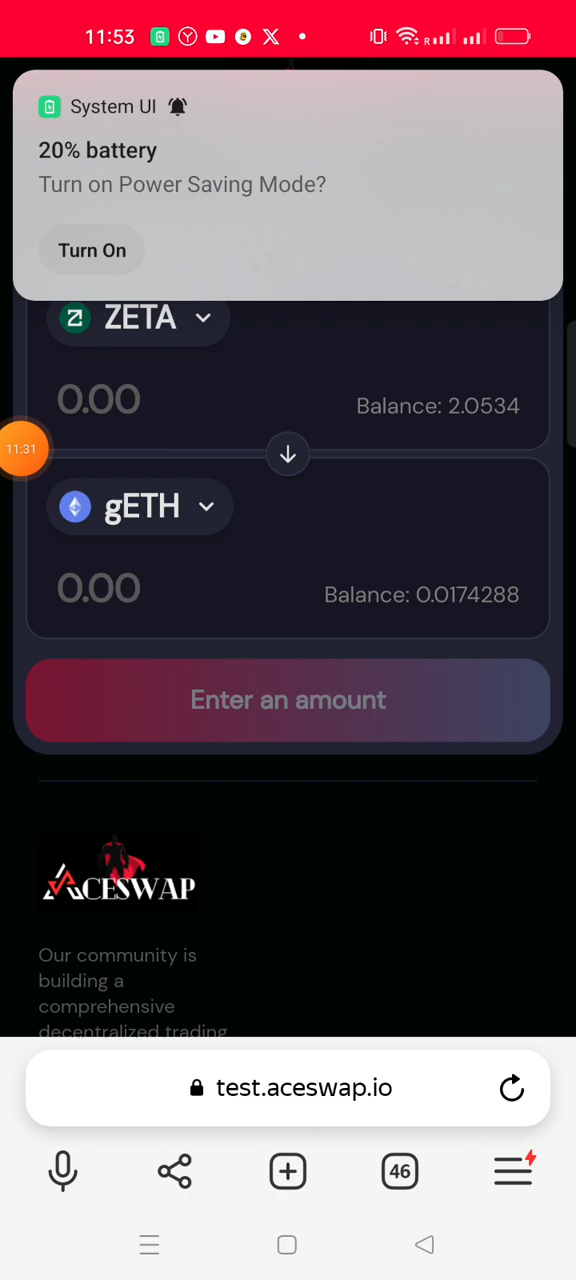 11:53
R
System UI
20% battery
Turn on Power Saving Mode?
Turn On
ZETA
0.00
Balance: 2.0534
11:31
gETH
0.00
Balance: 0.0174288
Enter an amount
ACESWAP
Our community is
building a
comprehensive
decentralized trading
test.aceswap.io
46